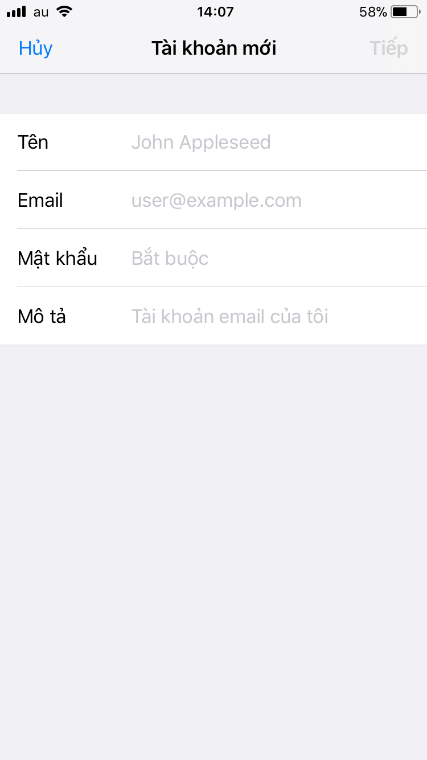 au 14:07 58%
Hủy Tài khoản mới Tiếp
Tên John Appleseed
Email user@example.com
Mật khẩu Bắt buộc
Mô tả Tài khoản email của tôi